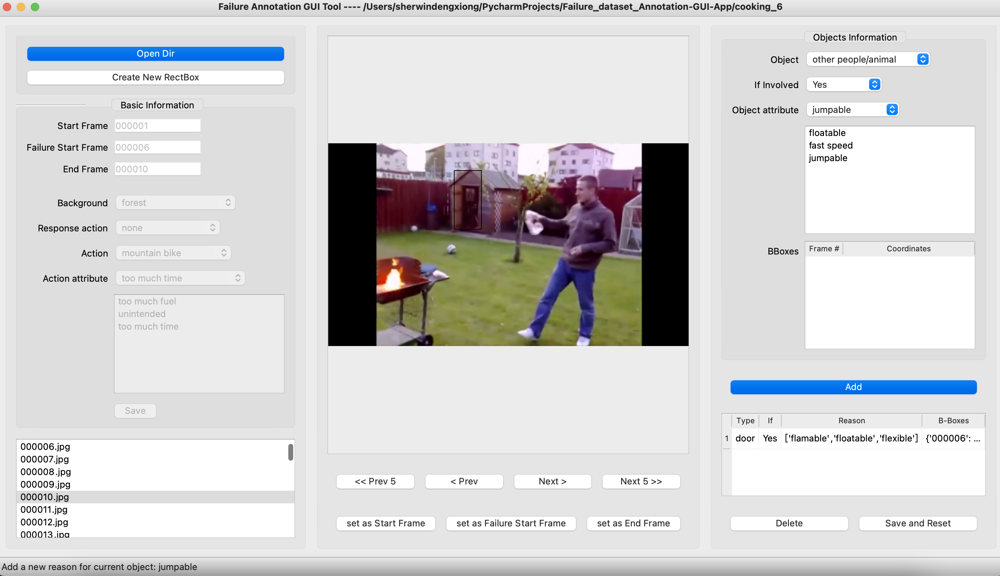 Failure Annotation GUI Tool ---- /Users/sherwindengxiong/PycharmProjects/Failure_dataset_Annotation-GUI-App/cooking_6
Open Dir
Create New RectBox
Basic Information
Start Frame 000001
Failure Start Frame 000006
End Frame 000010
Background forest
Response action none
Action mountain bike
Action attribute too much time
too much fuel
unintended
too much time
Save
000006.jpg
000007.jpg
000008.jpg
000009.jpg
000010.jpg
000011.jpg
000012.jpg
000013.jpg
<< Prev 5 < Prev Next > Next 5 >>
set as Start Frame set as Failure Start Frame set as End Frame
Objects Information
Object other people/animal
If Involved Yes
Object attribute jumpable
floatable
fast speed
jumpable
BBoxes Frame # Coordinates
Add
Type If Reason B-Boxes
1 door Yes ['flamable','floatable','flexible'] {'000006': ...
Delete Save and Reset
Add a new reason for current object: jumpable